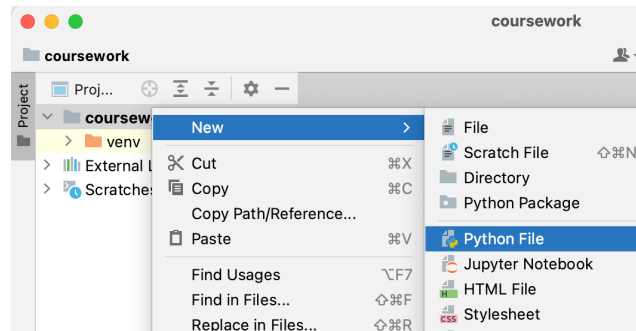 coursework
coursework
Project
Proj...
coursew
venv
External L
Scratches
New
Cut ⌘X
Copy ⌘C
Copy Path/Reference...
Paste ⌘V
Find Usages ⌥F7
Find in Files... ⇧⌘F
Replace in Files... ⇧⌘R
File
Scratch File ⇧⌘N
Directory
Python Package
Python File
Jupyter Notebook
H HTML File
CSS Stylesheet